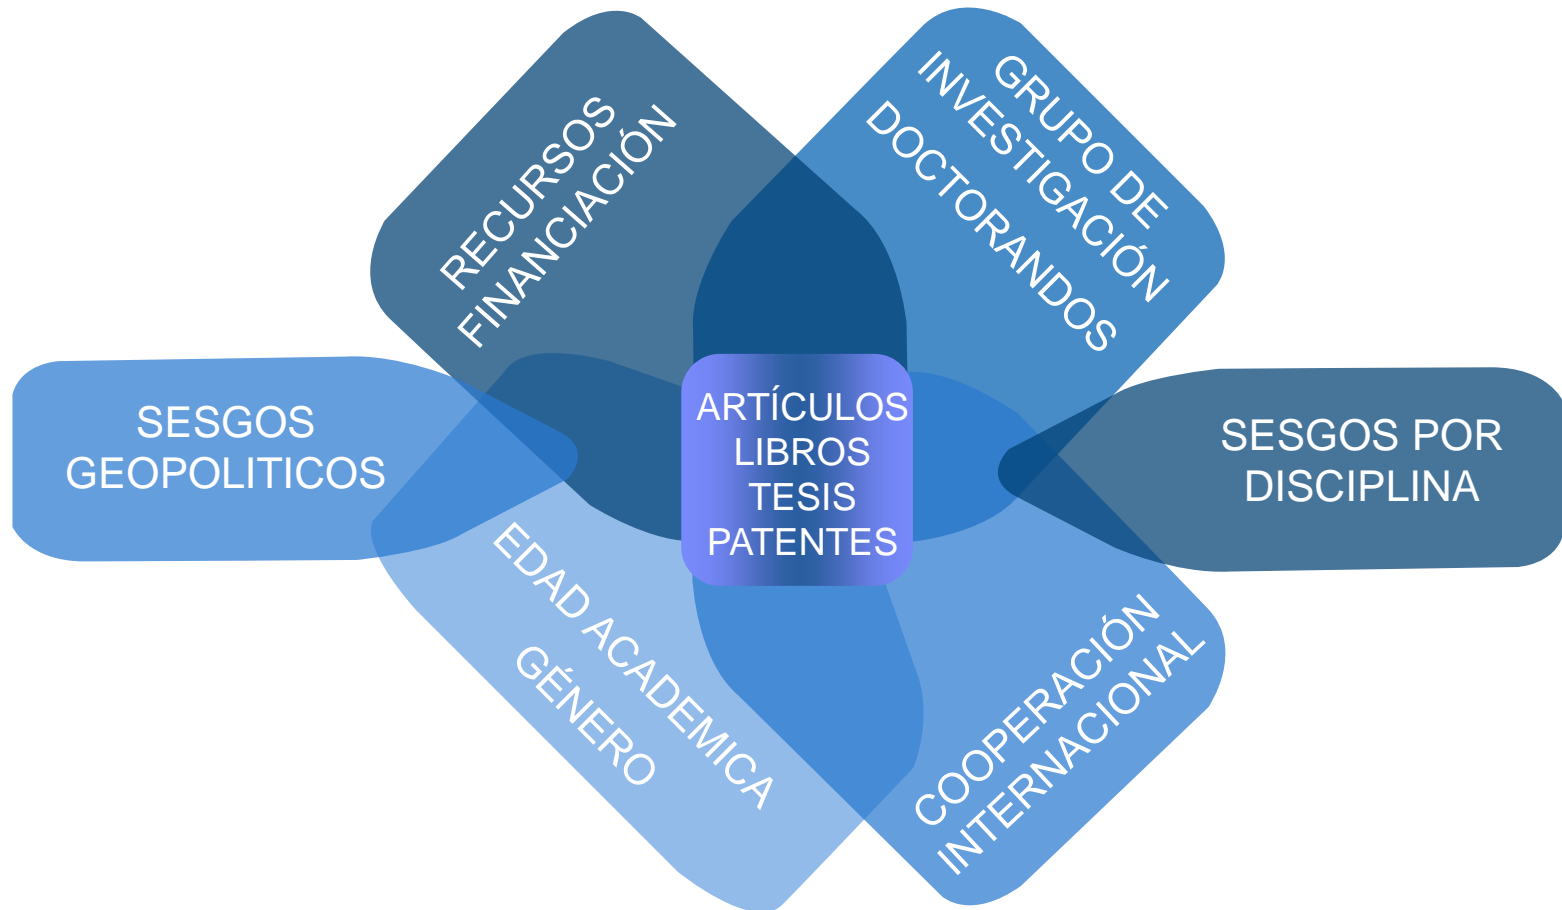 RECURSOS
FINANCIACIÓN
GRUPO DE
INVESTIGACIÓN
DOCTORANDOS
SESGOS
GEOPOLITICOS
ARTÍCULOS
LIBROS
TESIS
PATENTES
SESGOS POR
DISCIPLINA
EDAD ACADEMICA
GÉNERO
COOPERACIÓN
INTERNACIONAL